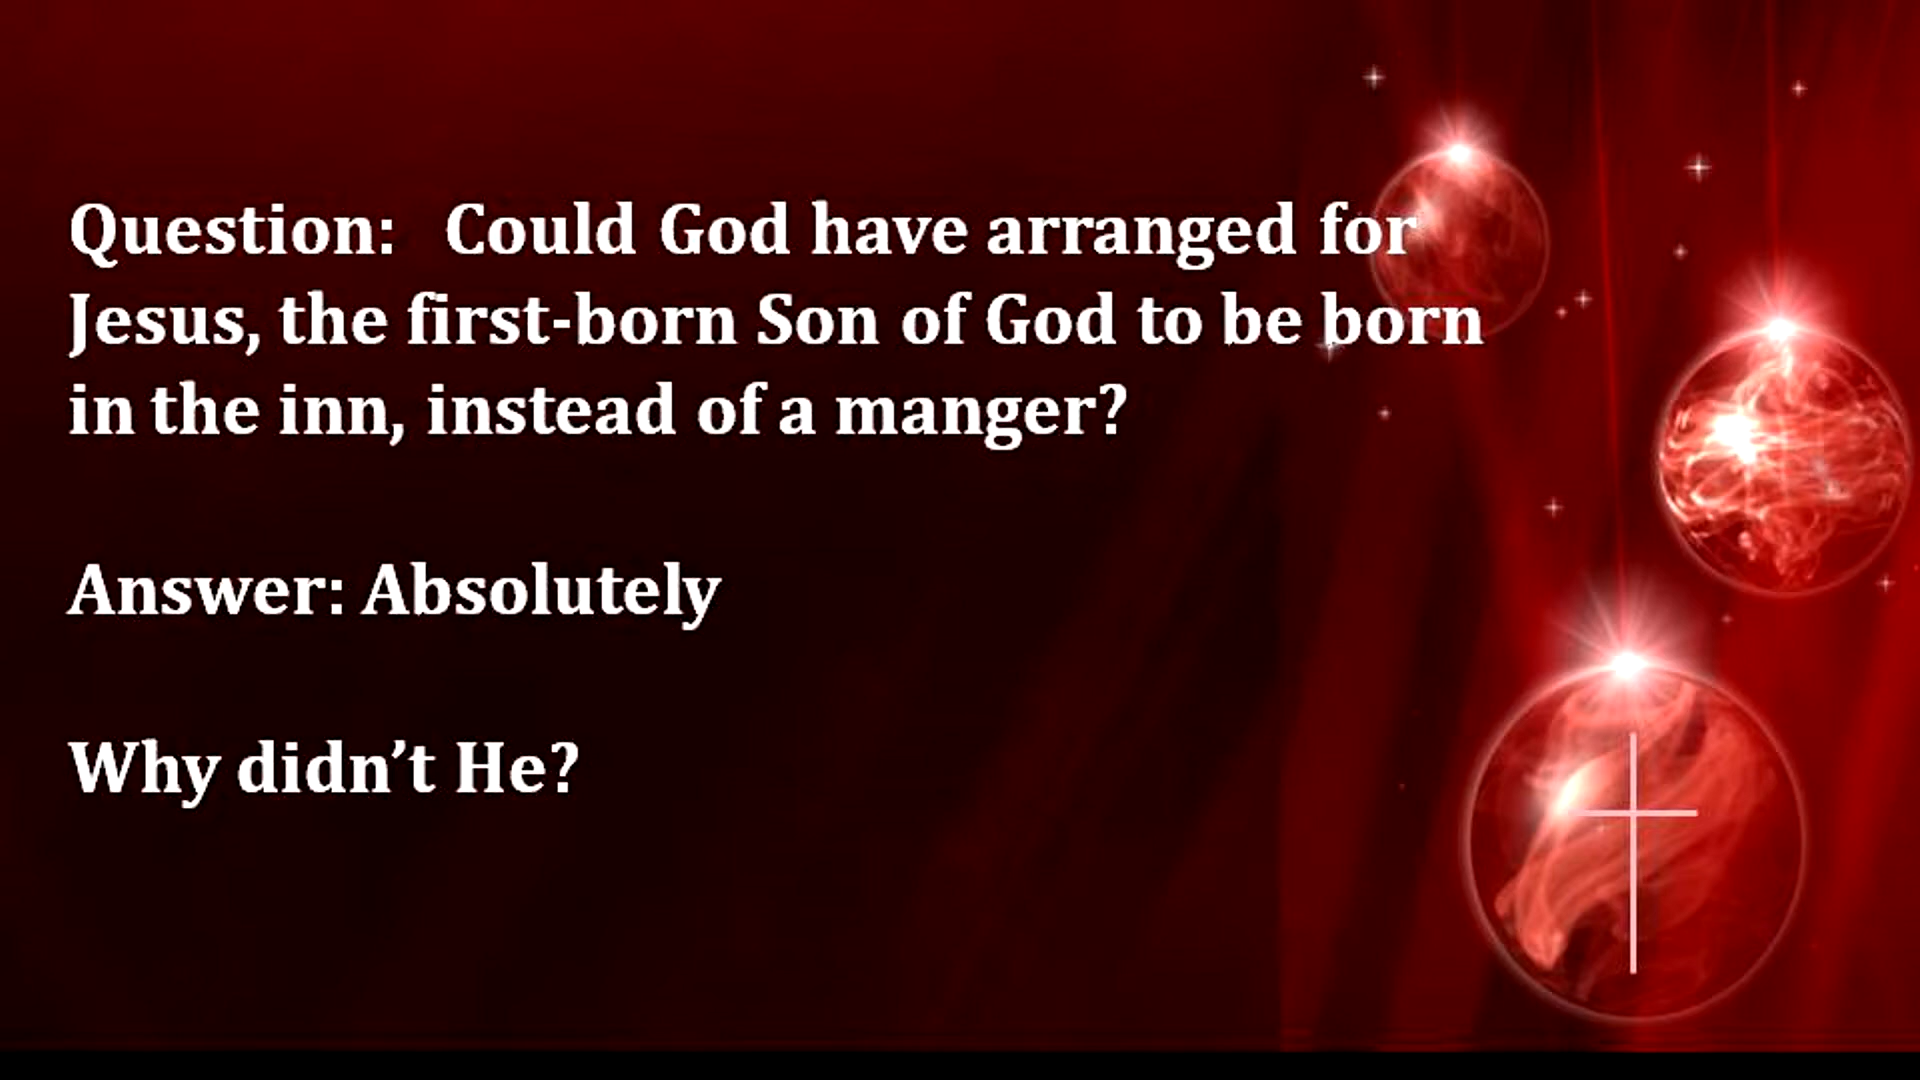 Question:   Could God have arranged for
Jesus, the first-born Son of God to be born
in the inn, instead of a manger?
Answer: Absolutely
Why didn’t He?